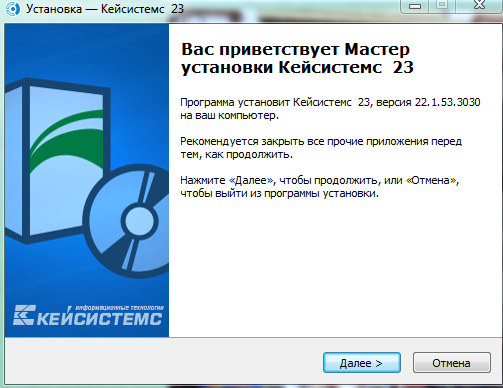 Установка — Кейсистемс 23
Вас приветствует Мастер
установки Кейсистемс 23
Программа установит Кейсистемс 23, версия 22.1.53.3030
на ваш компьютер.
Рекомендуется закрыть все прочие приложения перед
тем, как продолжить.
Нажмите «Далее», чтобы продолжить, или «Отмена»,
чтобы выйти из программы установки.
информационные технологии
КЕЙСИСТЕМС
Далее >
Отмена